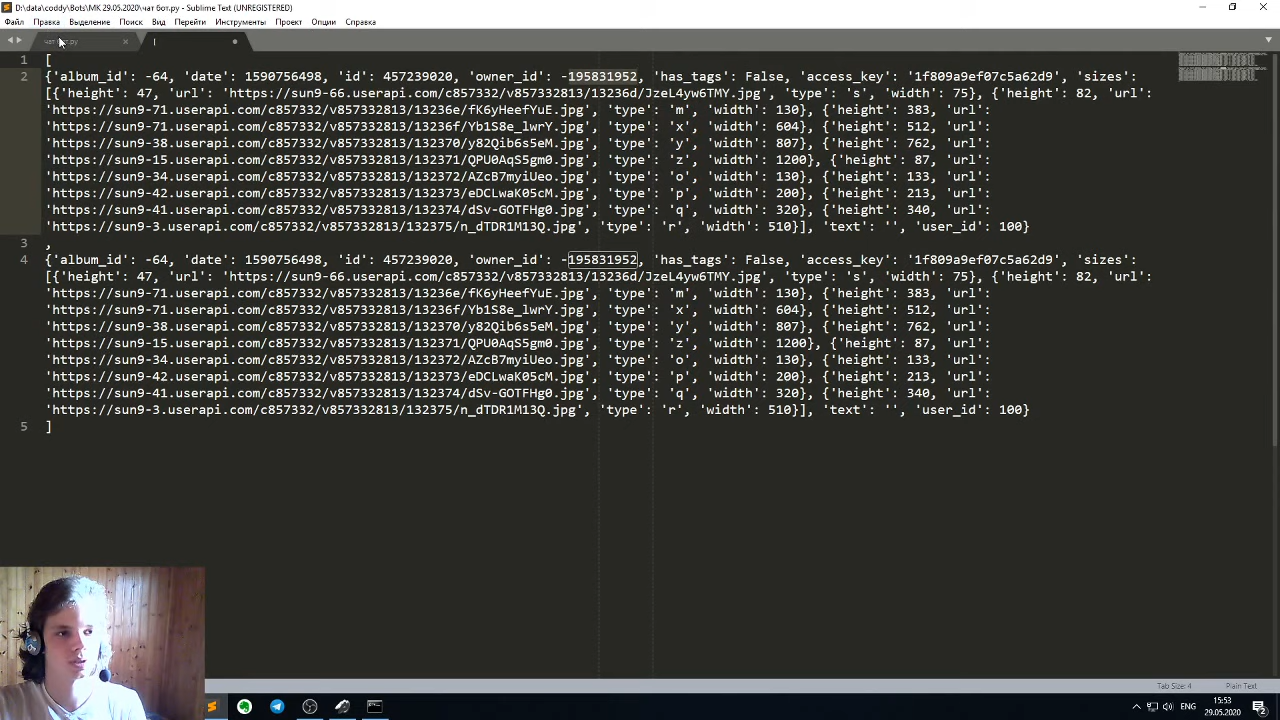 D:\data\coddy\Bots\MK 29.05.2020\чат бот.py - Sublime Text (UNREGISTERED)
Файл Правка Выделение Поиск Вид Перейти Инструменты Проект Опции Справка
[
1 [
2 {'album_id': -64, 'date': 1590756498, 'id': 457239020, 'owner_id': -195831952, 'has_tags': False, 'access_key': '1f809a9ef07c5a62d9', 'sizes':
[{'height': 47, 'url': 'https://sun9-66.userapi.com/c857332/v857332813/13236d/JzeL4yw6TMY.jpg', 'type': 's', 'width': 75}, {'height': 82, 'url':
'https://sun9-71.userapi.com/c857332/v857332813/13236e/fK6yHeefYuE.jpg', 'type': 'm', 'width': 130}, {'height': 383, 'url':
'https://sun9-71.userapi.com/c857332/v857332813/13236f/Yb1S8e_lwrY.jpg', 'type': 'x', 'width': 604}, {'height': 512, 'url':
'https://sun9-38.userapi.com/c857332/v857332813/132370/y82Qib6s5eM.jpg', 'type': 'y', 'width': 807}, {'height': 762, 'url':
'https://sun9-15.userapi.com/c857332/v857332813/132371/QPU0AqS5gm0.jpg', 'type': 'z', 'width': 1200}, {'height': 87, 'url':
'https://sun9-34.userapi.com/c857332/v857332813/132372/AZcB7myiUeo.jpg', 'type': 'o', 'width': 130}, {'height': 133, 'url':
'https://sun9-42.userapi.com/c857332/v857332813/132373/eDCLwaK05cM.jpg', 'type': 'p', 'width': 200}, {'height': 213, 'url':
'https://sun9-41.userapi.com/c857332/v857332813/132374/dSv-GOTFHg0.jpg', 'type': 'q', 'width': 320}, {'height': 340, 'url':
'https://sun9-3.userapi.com/c857332/v857332813/132375/n_dTDR1M13Q.jpg', 'type': 'r', 'width': 510}], 'text': '', 'user_id': 100}
3 ,
4 {'album_id': -64, 'date': 1590756498, 'id': 457239020, 'owner_id': -195831952, 'has_tags': False, 'access_key': '1f809a9ef07c5a62d9', 'sizes':
[{'height': 47, 'url': 'https://sun9-66.userapi.com/c857332/v857332813/13236d/JzeL4yw6TMY.jpg', 'type': 's', 'width': 75}, {'height': 82, 'url':
'https://sun9-71.userapi.com/c857332/v857332813/13236e/fK6yHeefYuE.jpg', 'type': 'm', 'width': 130}, {'height': 383, 'url':
'https://sun9-71.userapi.com/c857332/v857332813/13236f/Yb1S8e_lwrY.jpg', 'type': 'x', 'width': 604}, {'height': 512, 'url':
'https://sun9-38.userapi.com/c857332/v857332813/132370/y82Qib6s5eM.jpg', 'type': 'y', 'width': 807}, {'height': 762, 'url':
'https://sun9-15.userapi.com/c857332/v857332813/132371/QPU0AqS5gm0.jpg', 'type': 'z', 'width': 1200}, {'height': 87, 'url':
'https://sun9-34.userapi.com/c857332/v857332813/132372/AZcB7myiUeo.jpg', 'type': 'o', 'width': 130}, {'height': 133, 'url':
'https://sun9-42.userapi.com/c857332/v857332813/132373/eDCLwaK05cM.jpg', 'type': 'p', 'width': 200}, {'height': 213, 'url':
'https://sun9-41.userapi.com/c857332/v857332813/132374/dSv-GOTFHg0.jpg', 'type': 'q', 'width': 320}, {'height': 340, 'url':
'https://sun9-3.userapi.com/c857332/v857332813/132375/n_dTDR1M13Q.jpg', 'type': 'r', 'width': 510}], 'text': '', 'user_id': 100}
5 ]
Tab Size: 4 Plain Text
ENG 15:53
29.05.2020 2